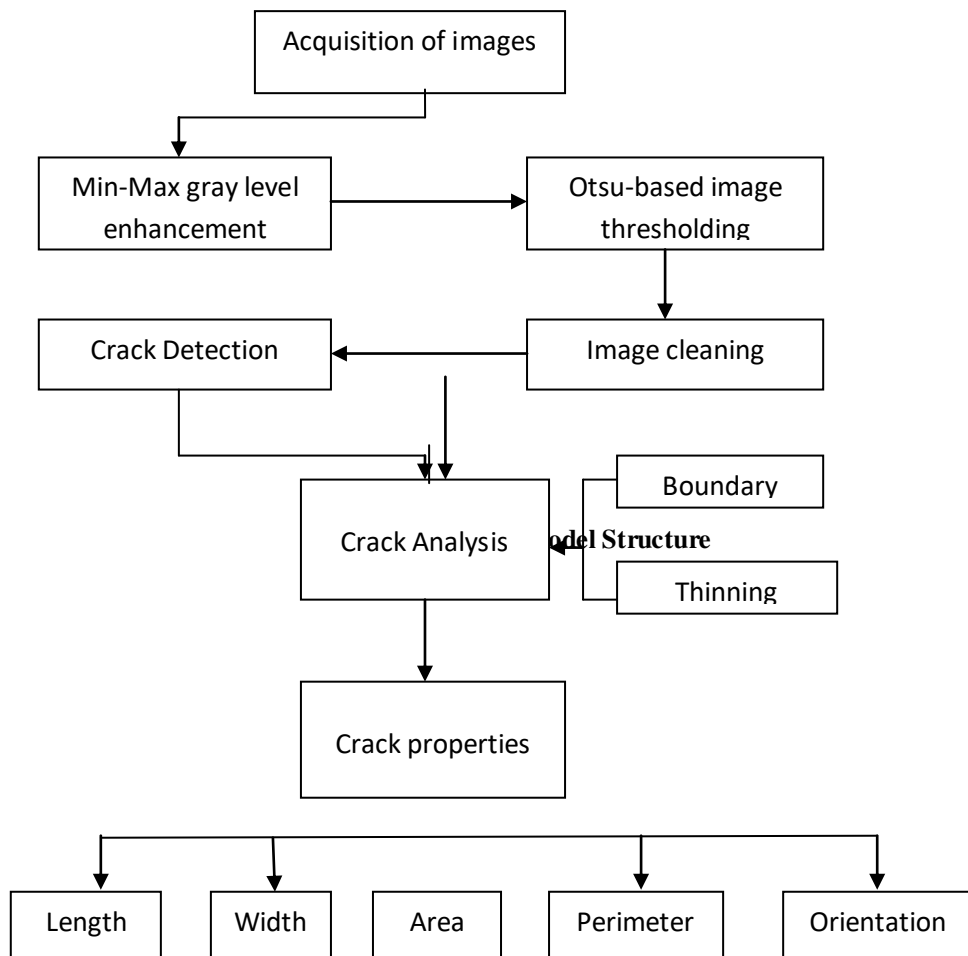 Acquisition of images
Min-Max gray level
enhancement
Otsu-based image
thresholding
Crack Detection
Image cleaning
Boundary
Crack Analysis
Structure
Thinning
Crack properties
Length
Width
Area
Perimeter
Orientation